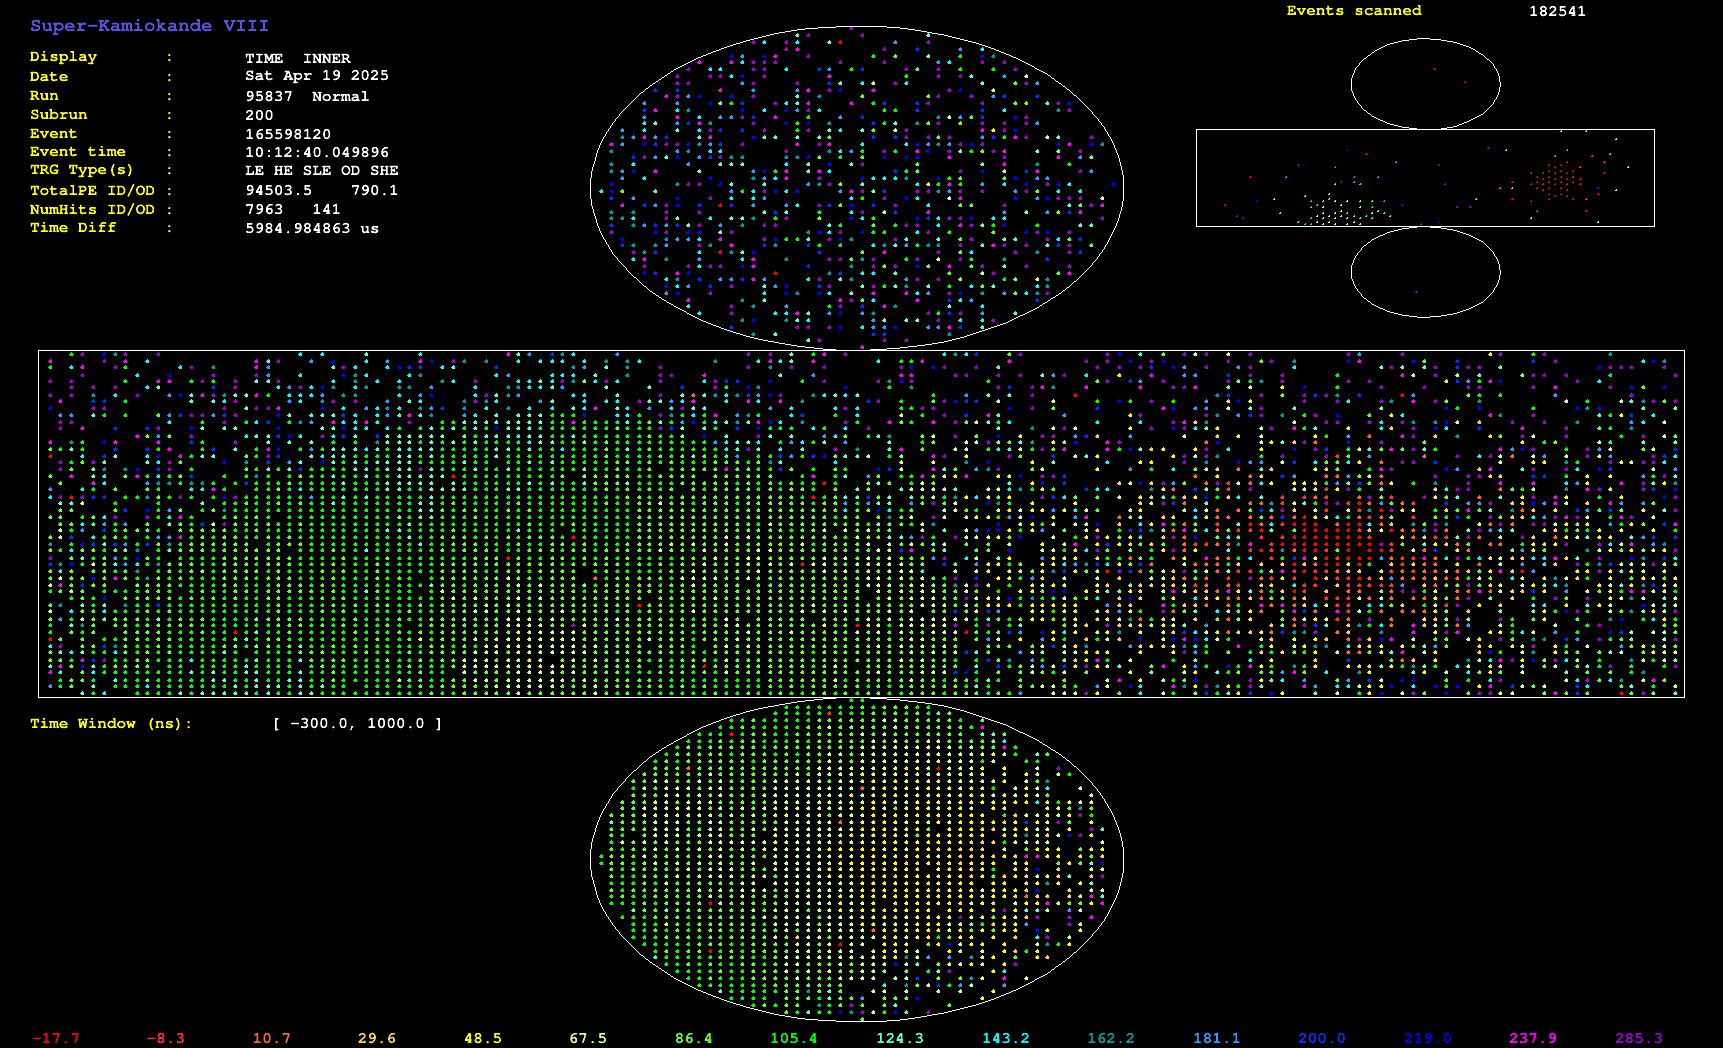 Super-Kamiokande VIII
Events scanned 182541
Display : TIME INNER
Date : Sat Apr 19 2025
Run : 95837 Normal
Subrun : 200
Event : 165598120
Event time : 10:12:40.049896
TRG Type(s) : LE HE SLE OD SHE
TotalPE ID/OD : 94503.5 790.1
NumHits ID/OD : 7963 141
Time Diff : 5984.984863 us
Time Window (ns): [ -300.0, 1000.0 ]
-17.7 -8.3 10.7 29.6 48.5 67.5 86.4 105.4 124.3 143.2 162.2 181.1 200.0 219.0 237.9 285.3